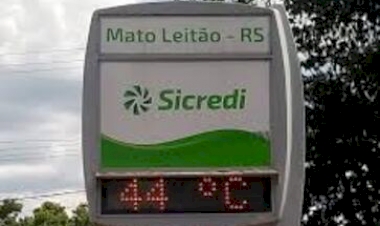 Mato Leitão - RS
Sicredi
44 °C